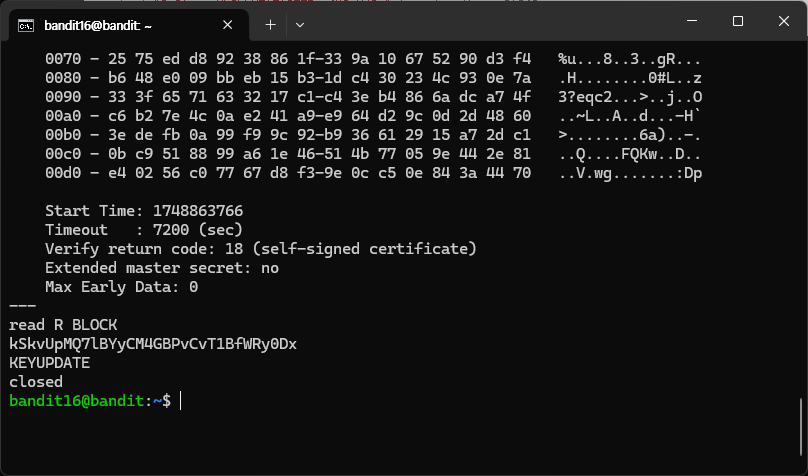 bandit16@bandit: ~
0070 - 25 75 ed d8 92 38 86 1f-33 9a 10 67 52 90 d3 f4   %u...8..3..gR...
0080 - b6 48 e0 09 bb eb 15 b3-1d c4 30 23 4c 93 0e 7a   .H........0#L..z
0090 - 33 3f 65 71 63 32 17 c1-c4 3e b4 86 6a dc a7 4f   3?eqc2...>..j..O
00a0 - c6 b2 7e 4c 0a e2 41 a9-e9 64 d2 9c 0d 2d 48 60   ..~L..A..d...-H`
00b0 - 3e de fb 0a 99 f9 9c 92-b9 36 61 29 15 a7 2d c1   >........6a)..-.
00c0 - 0b c9 51 88 99 a6 1e 46-51 4b 77 05 9e 44 2e 81   ..Q....FQKw..D..
00d0 - e4 02 56 c0 77 67 d8 f3-9e 0c c5 0e 84 3a 44 70   ..V.wg.......:Dp
Start Time: 1748863766
Timeout   : 7200 (sec)
Verify return code: 18 (self-signed certificate)
Extended master secret: no
Max Early Data: 0
---
read R BLOCK
kSkvUpMQ7lBYyCM4GBPvCvT1BfWRy0Dx
KEYUPDATE
closed
bandit16@bandit:~$